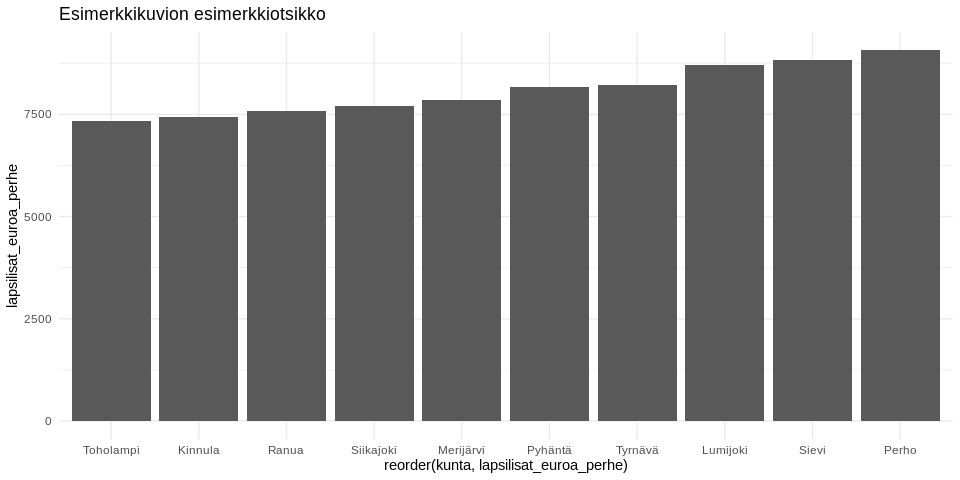 Esimerkkikuvion esimerkkiotsikko
lapsilisat_euroa_perhe
7500
5000
2500
0
Toholampi Kinnula Ranua Siikajoki Merijärvi Pyhäntä Tyrnävä Lumijoki Sievi Perho
reorder(kunta, lapsilisat_euroa_perhe)